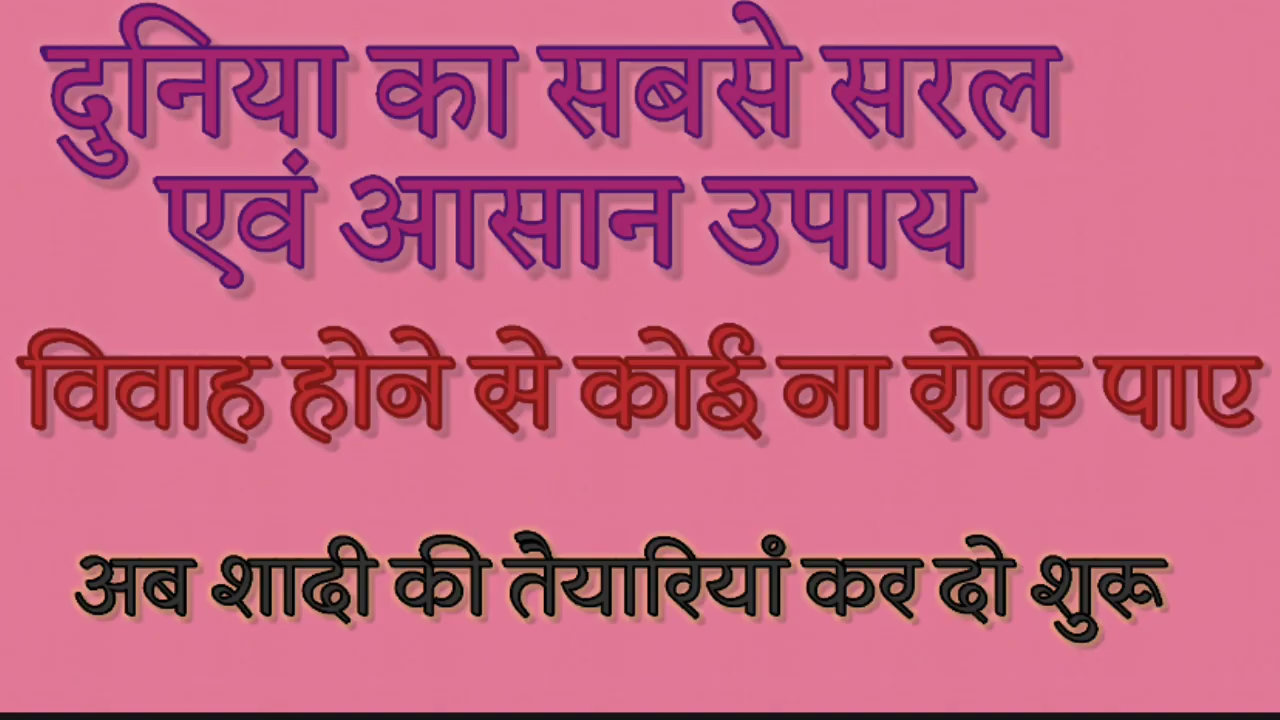 दुनिया का सबसे सरल
एवं आसान उपाय
विवाह होने से कोई ना रोक पाए
अब शादी की तैयारियां कर दो शुरू